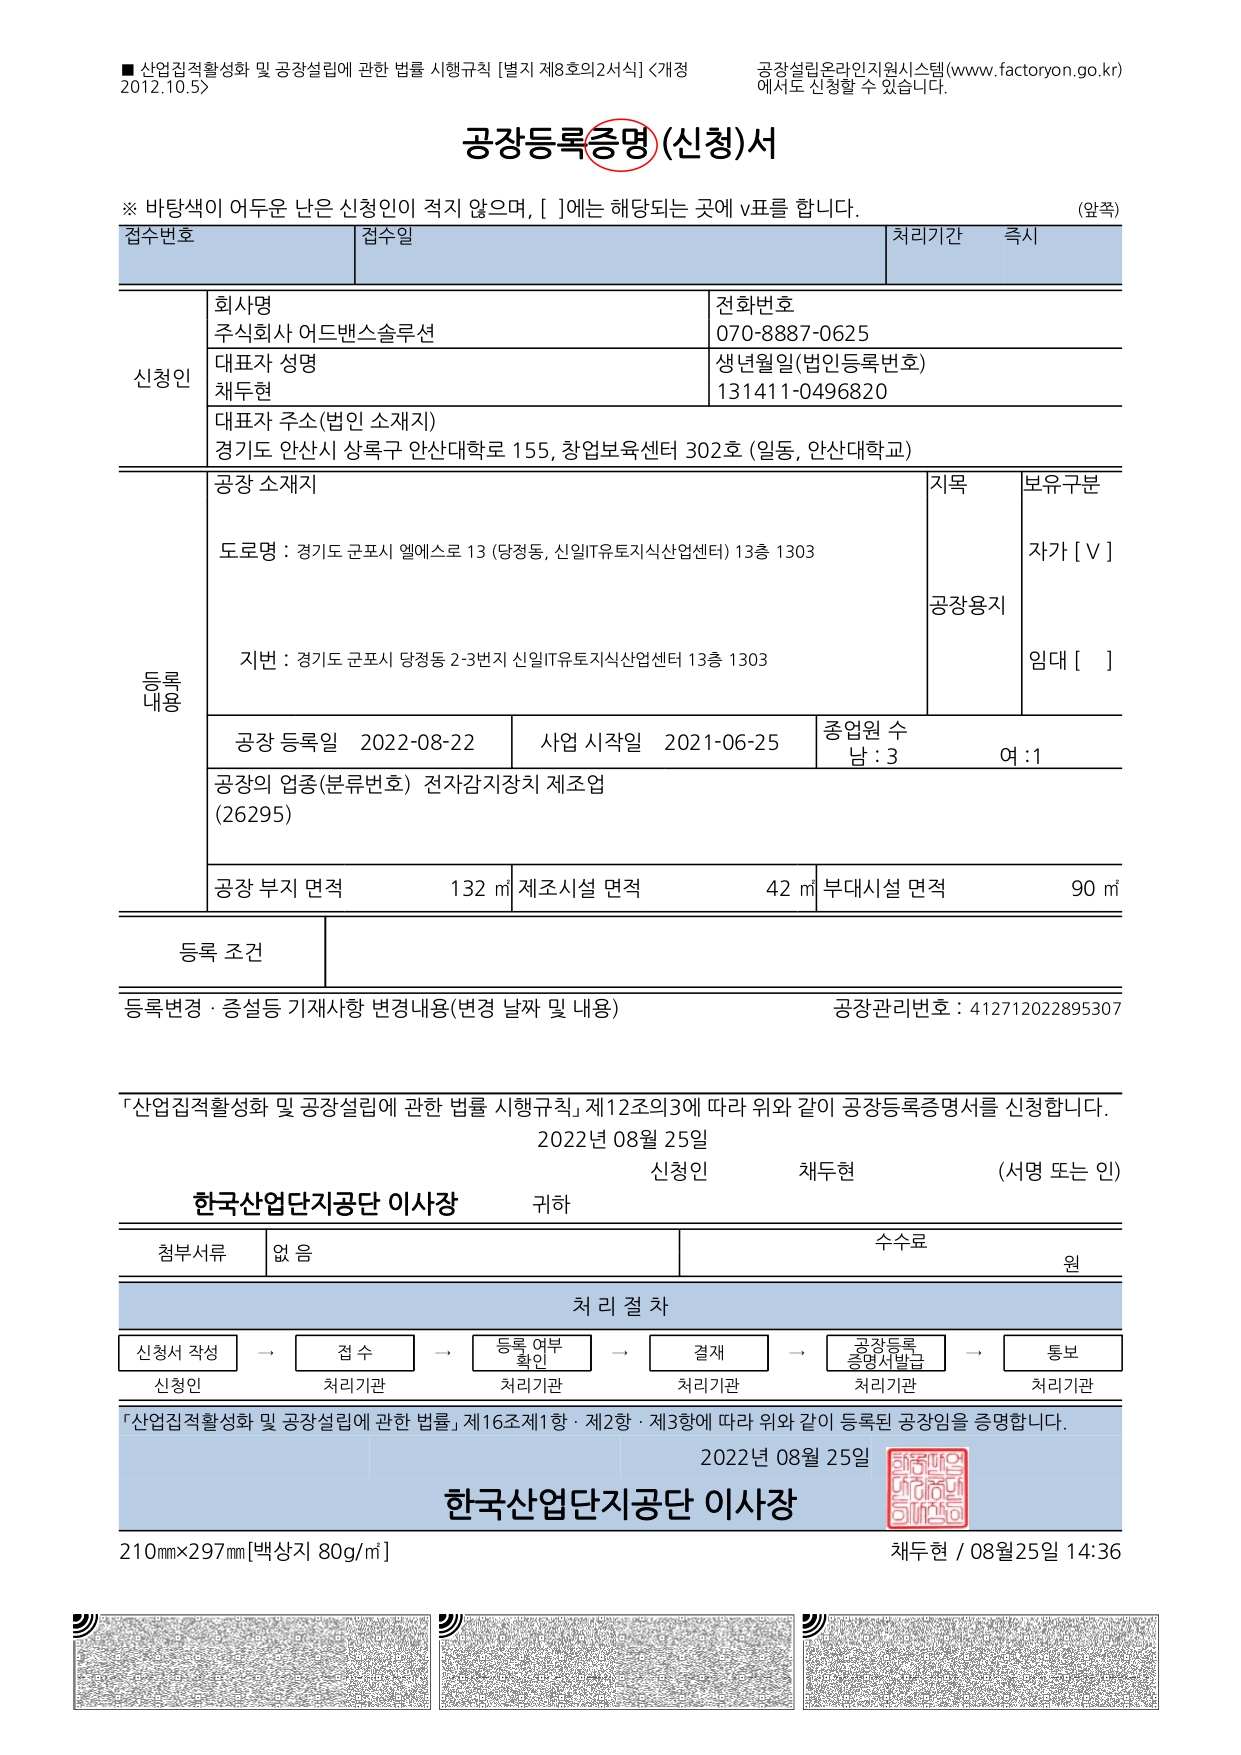 ■ 산업집적활성화 및 공장설립에 관한 법률 시행규칙 [별지 제8호의2서식] <개정
2012.10.5>
공장설립온라인지원시스템(www.factoryon.go.kr)
에서도 신청할 수 있습니다.
공장등록증명 (신청)서
※ 바탕색이 어두운 난은 신청인이 적지 않으며, [ ]에는 해당되는 곳에 v표를 합니다.
(앞쪽)
접수번호
접수일
처리기간 즉시
신청인
회사명
주식회사 어드밴스솔루션
전화번호
070-8887-0625
대표자 성명
채두현
생년월일(법인등록번호)
131411-0496820
대표자 주소(법인 소재지)
경기도 안산시 상록구 안산대학로 155, 창업보육센터 302호 (일동, 안산대학교)
등록
내용
공장 소재지
지목
보유구분
도로명 : 경기도 군포시 엘에스로 13 (당정동, 신일IT유토지식산업센터) 13층 1303
자가 [ V ]
공장용지
지번 : 경기도 군포시 당정동 2-3번지 신일IT유토지식산업센터 13층 1303
임대 [ ]
공장 등록일 2022-08-22
사업 시작일 2021-06-25
종업원 수
남 : 3 여 :1
공장의 업종(분류번호) 전자감지장치 제조업
(26295)
공장 부지 면적 132 ㎡
제조시설 면적 42 ㎡
부대시설 면적 90 ㎡
등록 조건
등록변경 · 증설등 기재사항 변경내용(변경 날짜 및 내용)
공장관리번호 : 412712022895307
「산업집적활성화 및 공장설립에 관한 법률 시행규칙」 제12조의3에 따라 위와 같이 공장등록증명서를 신청합니다.
2022년 08월 25일
신청인 채두현 (서명 또는 인)
한국산업단지공단 이사장 귀하
첨부서류
없 음
수수료
원
처 리 절 차
신청서 작성 → 접 수 → 등록 여부 확인 → 결재 → 공장등록 증명서발급 → 통보
신청인 처리기관 처리기관 처리기관 처리기관 처리기관
「산업집적활성화 및 공장설립에 관한 법률」 제16조제1항 · 제2항 · 제3항에 따라 위와 같이 등록된 공장임을 증명합니다.
2022년 08월 25일
한국산업단지공단 이사장
210㎜×297㎜[백상지 80g/㎡]
채두현 / 08월25일 14:36